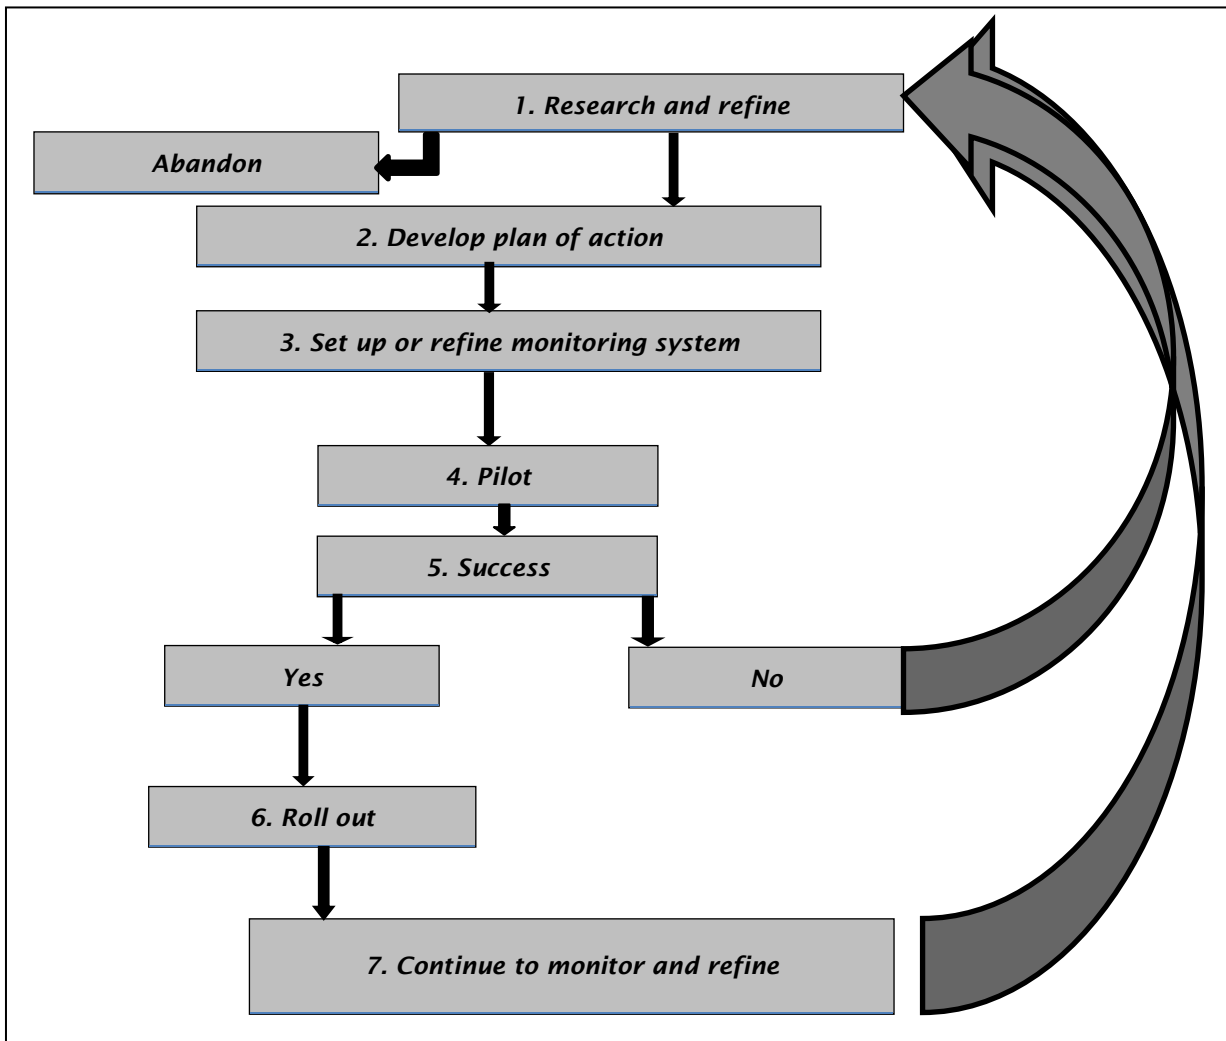 1. Research and refine
Abandon
2. Develop plan of action
3. Set up or refine monitoring system
4. Pilot
5. Success
Yes
No
6. Roll out
7. Continue to monitor and refine